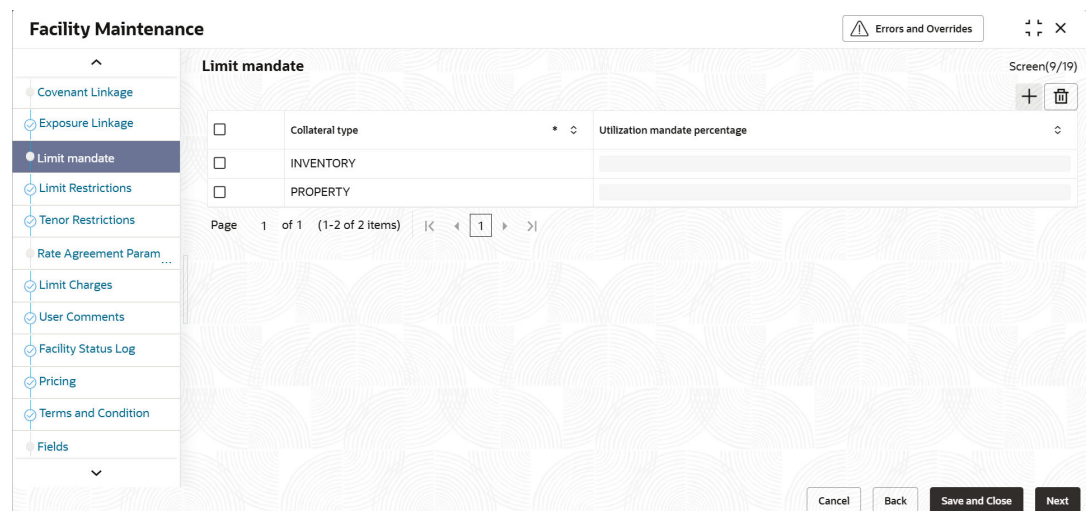 Facility Maintenance
Errors and Overrides
Covenant Linkage
Exposure Linkage
Limit mandate
Limit Restrictions
Tenor Restrictions
Rate Agreement Param
...
Limit Charges
User Comments
Facility Status Log
Pricing
Terms and Condition
Fields
Limit mandate
Screen(9/19)
Collateral type * Utilization mandate percentage
INVENTORY
PROPERTY
Page 1 of 1 (1-2 of 2 items) 1
Cancel Back Save and Close Next